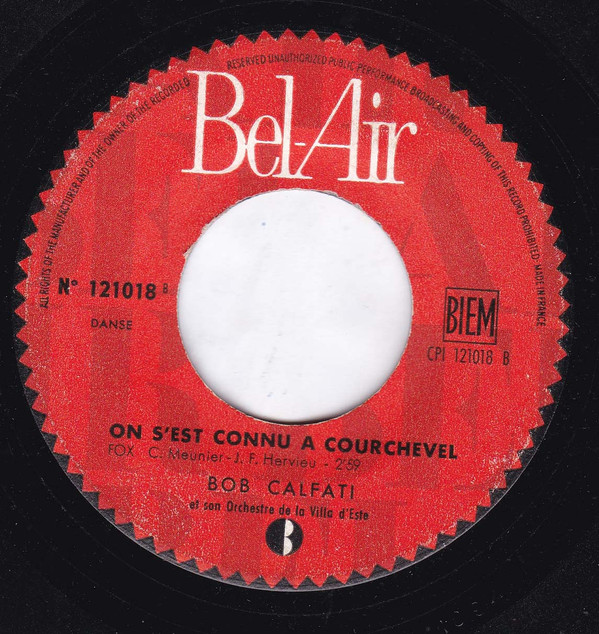 ALL RIGHTS OF THE MANUFACTURER AND OF THE OWNER OF THE RECORDED RESERVED UNAUTHORIZED PUBLIC PERFORMANCE BROADCASTING AND COPYING OF THIS RECORD PROHIBITED. MADE IN FRANCE
Bel-Air
N° 121018 B
BIEM
DANSE
CPI 121018 B
ON S'EST CONNU A COURCHEVEL
FOX C. Meunier - J. F. Hervieu - 2'59
BOB CALFATI
et son Orchestre de la Villa d'Este
B